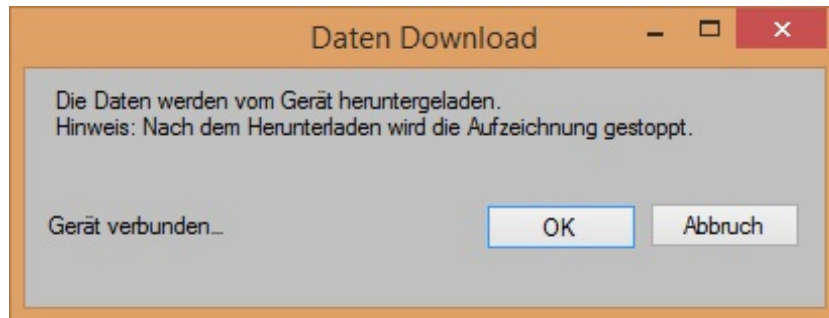 Daten Download
Die Daten werden vom Gerät heruntergeladen.
Hinweis: Nach dem Herunterladen wird die Aufzeichnung gestoppt.
Gerät verbunden...
OK
Abbruch